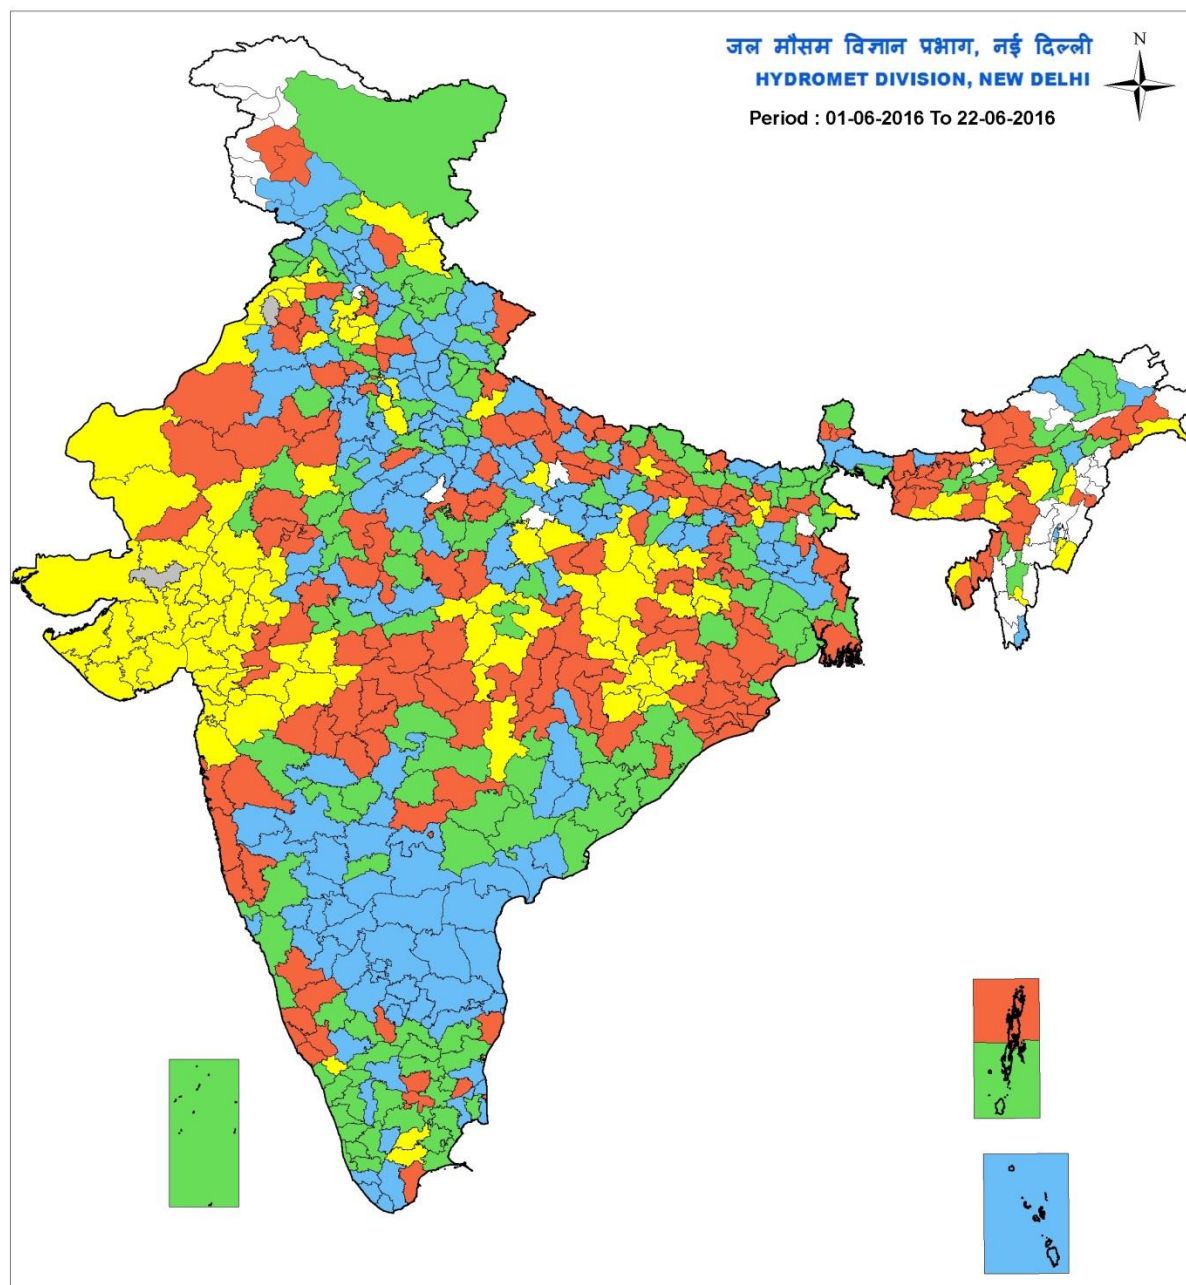 जल मौसम विज्ञान प्रभाग, नई दिल्ली
N
HYDROMET DIVISION, NEW DELHI
Period : 01-06-2016 To 22-06-2016